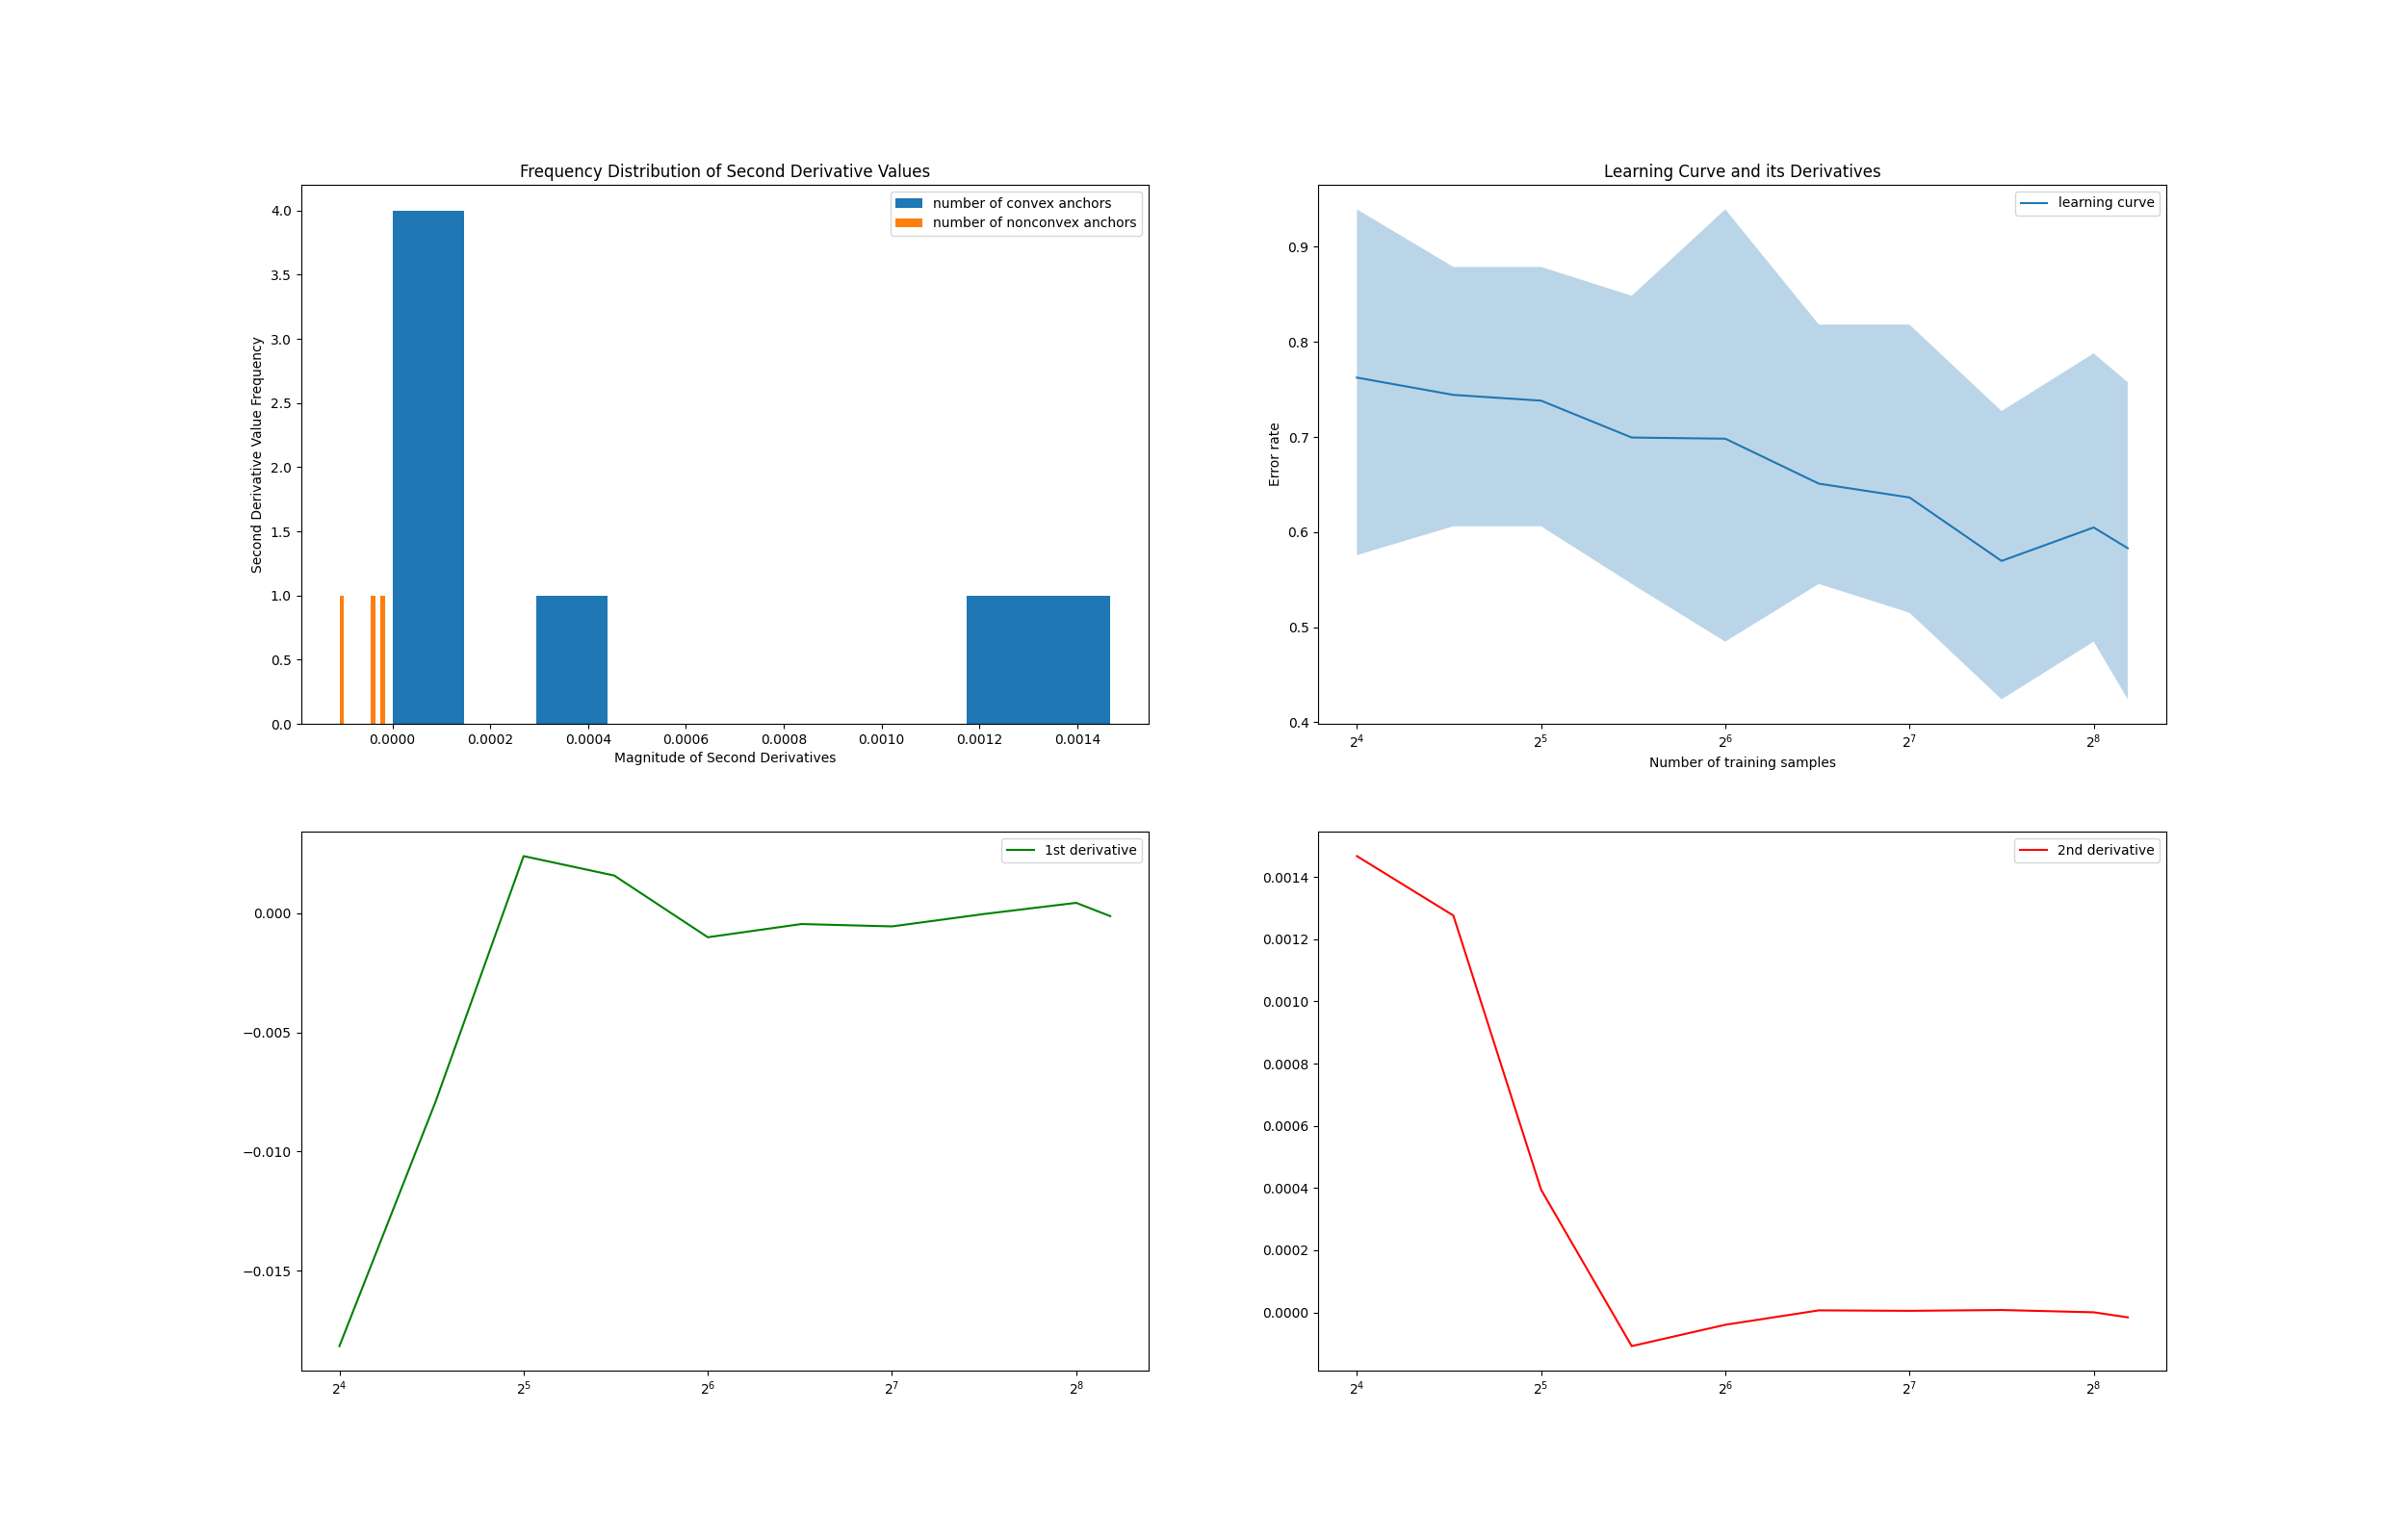 Frequency Distribution of Second Derivative Values
number of convex anchors
number of nonconvex anchors
4.0
3.5
3.0
2.5
2.0
1.5
1.0
0.5
0.0
Second Derivative Value Frequency
0.0000 0.0002 0.0004 0.0006 0.0008 0.0010 0.0012 0.0014
Magnitude of Second Derivatives
Learning Curve and its Derivatives
learning curve
0.9
0.8
0.7
0.6
0.5
0.4
Error rate
2⁴ 2⁵ 2⁶ 2⁷ 2⁸
Number of training samples
1st derivative
0.000
−0.005
−0.010
−0.015
2⁴ 2⁵ 2⁶ 2⁷ 2⁸
2nd derivative
0.0014
0.0012
0.0010
0.0008
0.0006
0.0004
0.0002
0.0000
2⁴ 2⁵ 2⁶ 2⁷ 2⁸